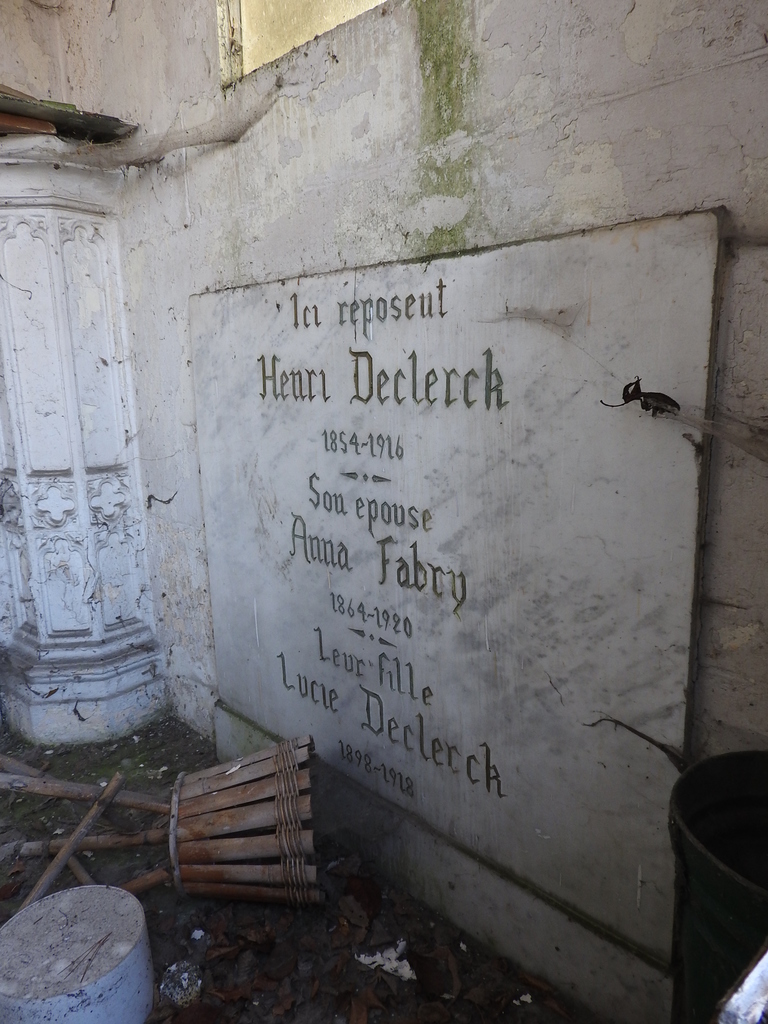 Ici reposent
Henri Declerck
1854-1916
Son epouse
Anna Fabry
1864-1920
Leur fille
Lucie Declerck
1898-1918